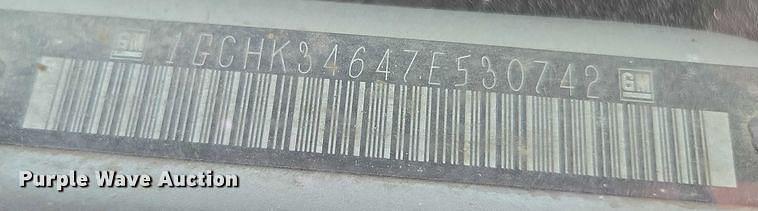 GM 1GCHK34647E530742 GM
Purple Wave Auction